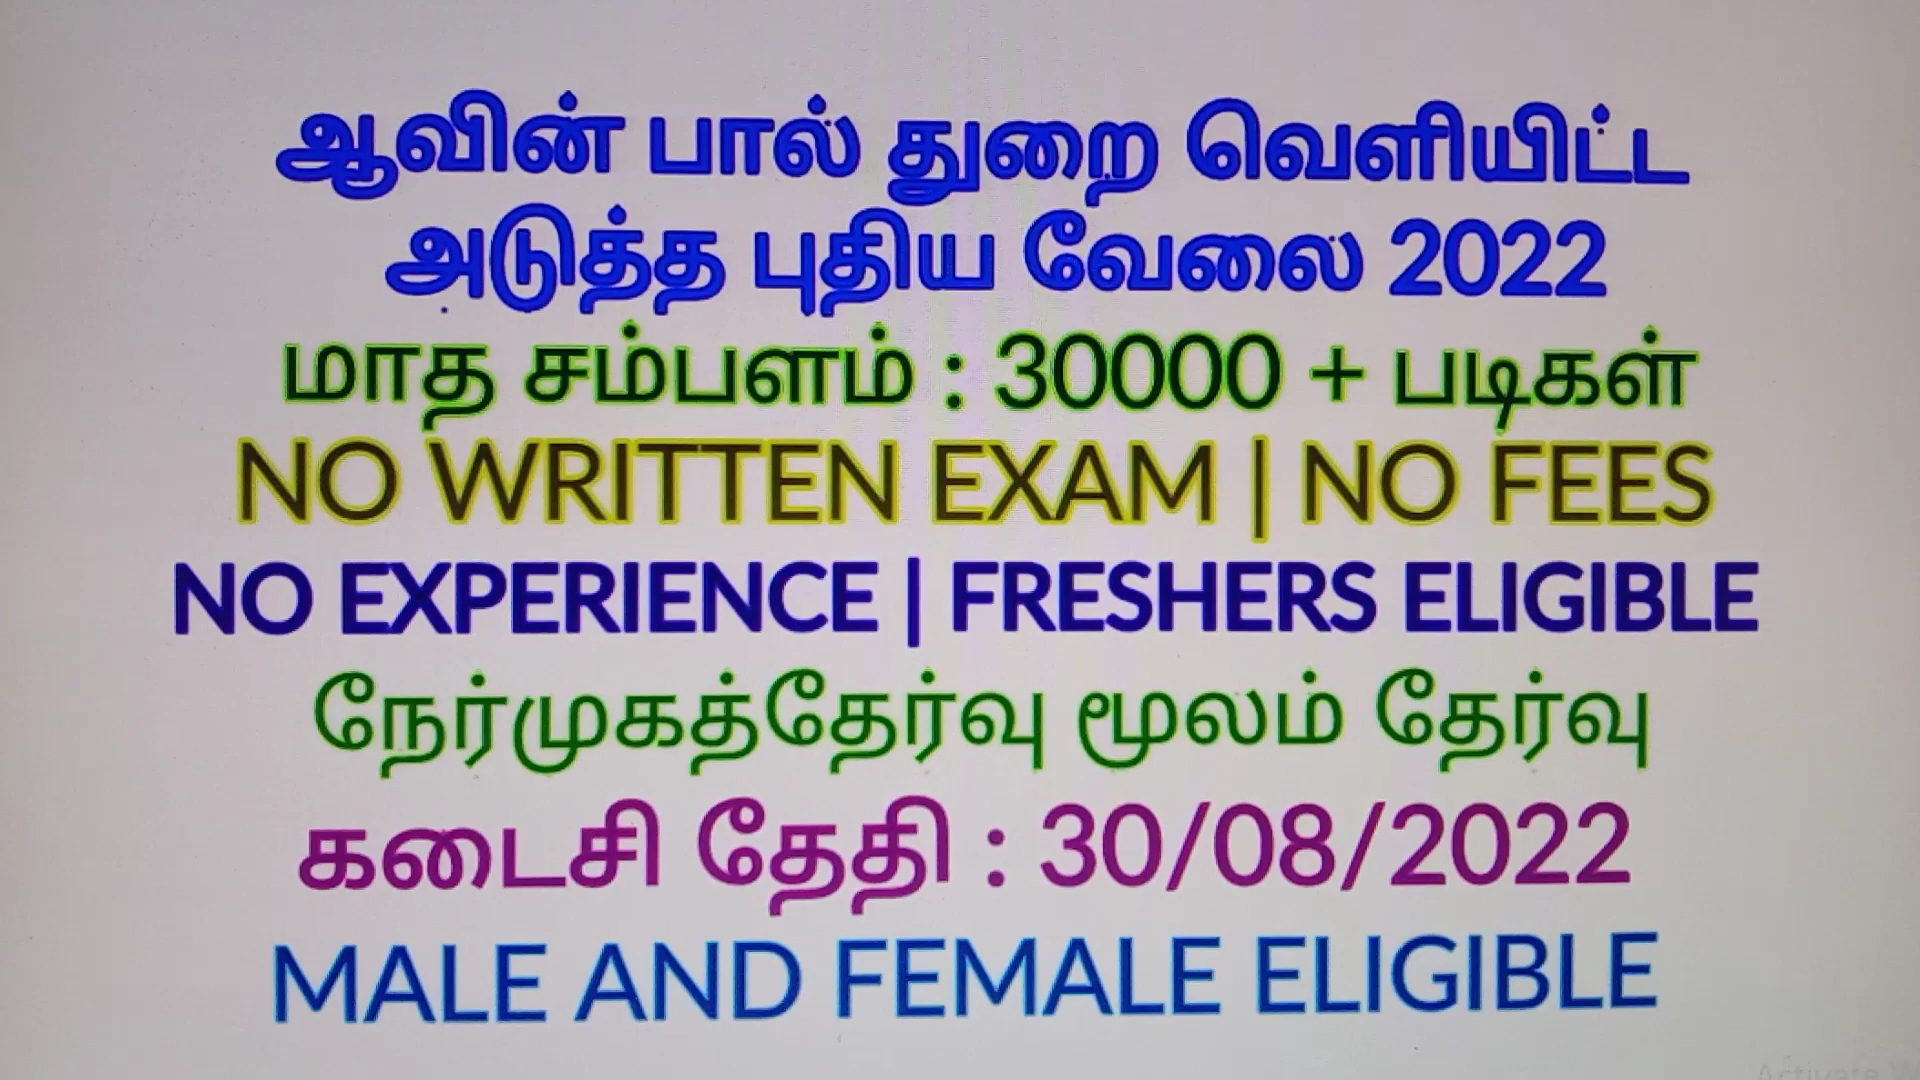 ஆவின் பால் துறை வெளியிட்ட
அடுத்த புதிய வேலை 2022
மாத சம்பளம் : 30000 + படிகள்
NO WRITTEN EXAM | NO FEES
NO EXPERIENCE | FRESHERS ELIGIBLE
நேர்முகத்தேர்வு மூலம் தேர்வு
கடைசி தேதி : 30/08/2022
MALE AND FEMALE ELIGIBLE
Activate W